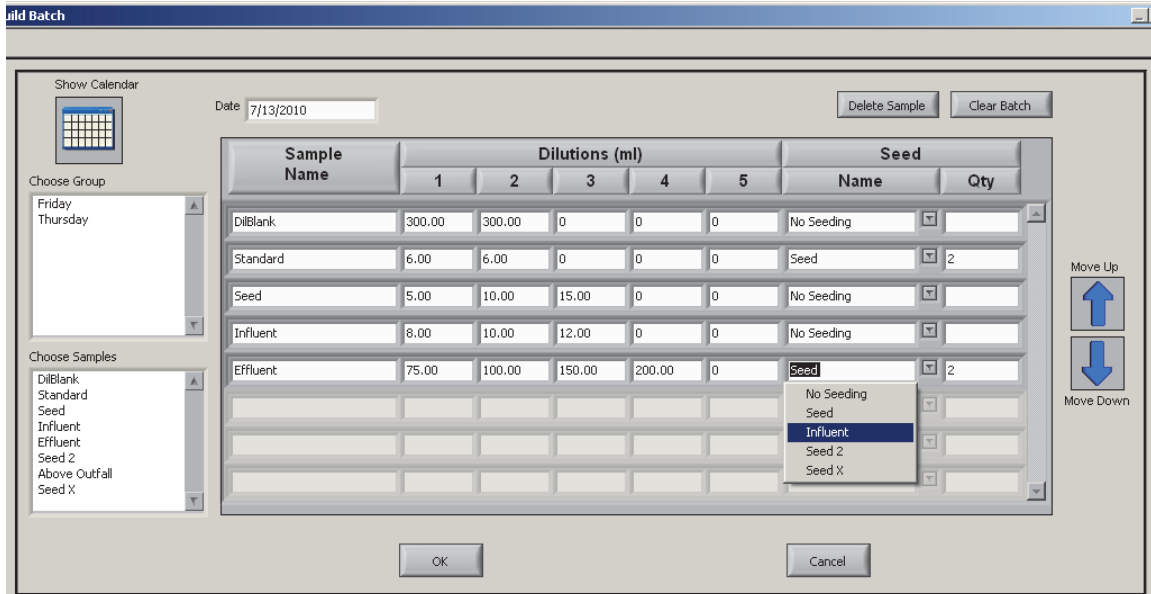 uild Batch
Show Calendar
Date 7/13/2010
Delete Sample Clear Batch
Choose Group
Friday
Thursday
Sample Name Dilutions (ml) Seed
1 2 3 4 5 Name Qty
DilBlank 300.00 300.00 0 0 0 No Seeding
Standard 6.00 6.00 0 0 0 Seed 2
Seed 5.00 10.00 15.00 0 0 No Seeding
Influent 8.00 10.00 12.00 0 0 No Seeding
Effluent 75.00 100.00 150.00 200.00 0 Seed 2
No Seeding
Seed
Influent
Seed 2
Seed X
Choose Samples
DilBlank
Standard
Seed
Influent
Effluent
Seed 2
Above Outfall
Seed X
Move Up
Move Down
OK Cancel